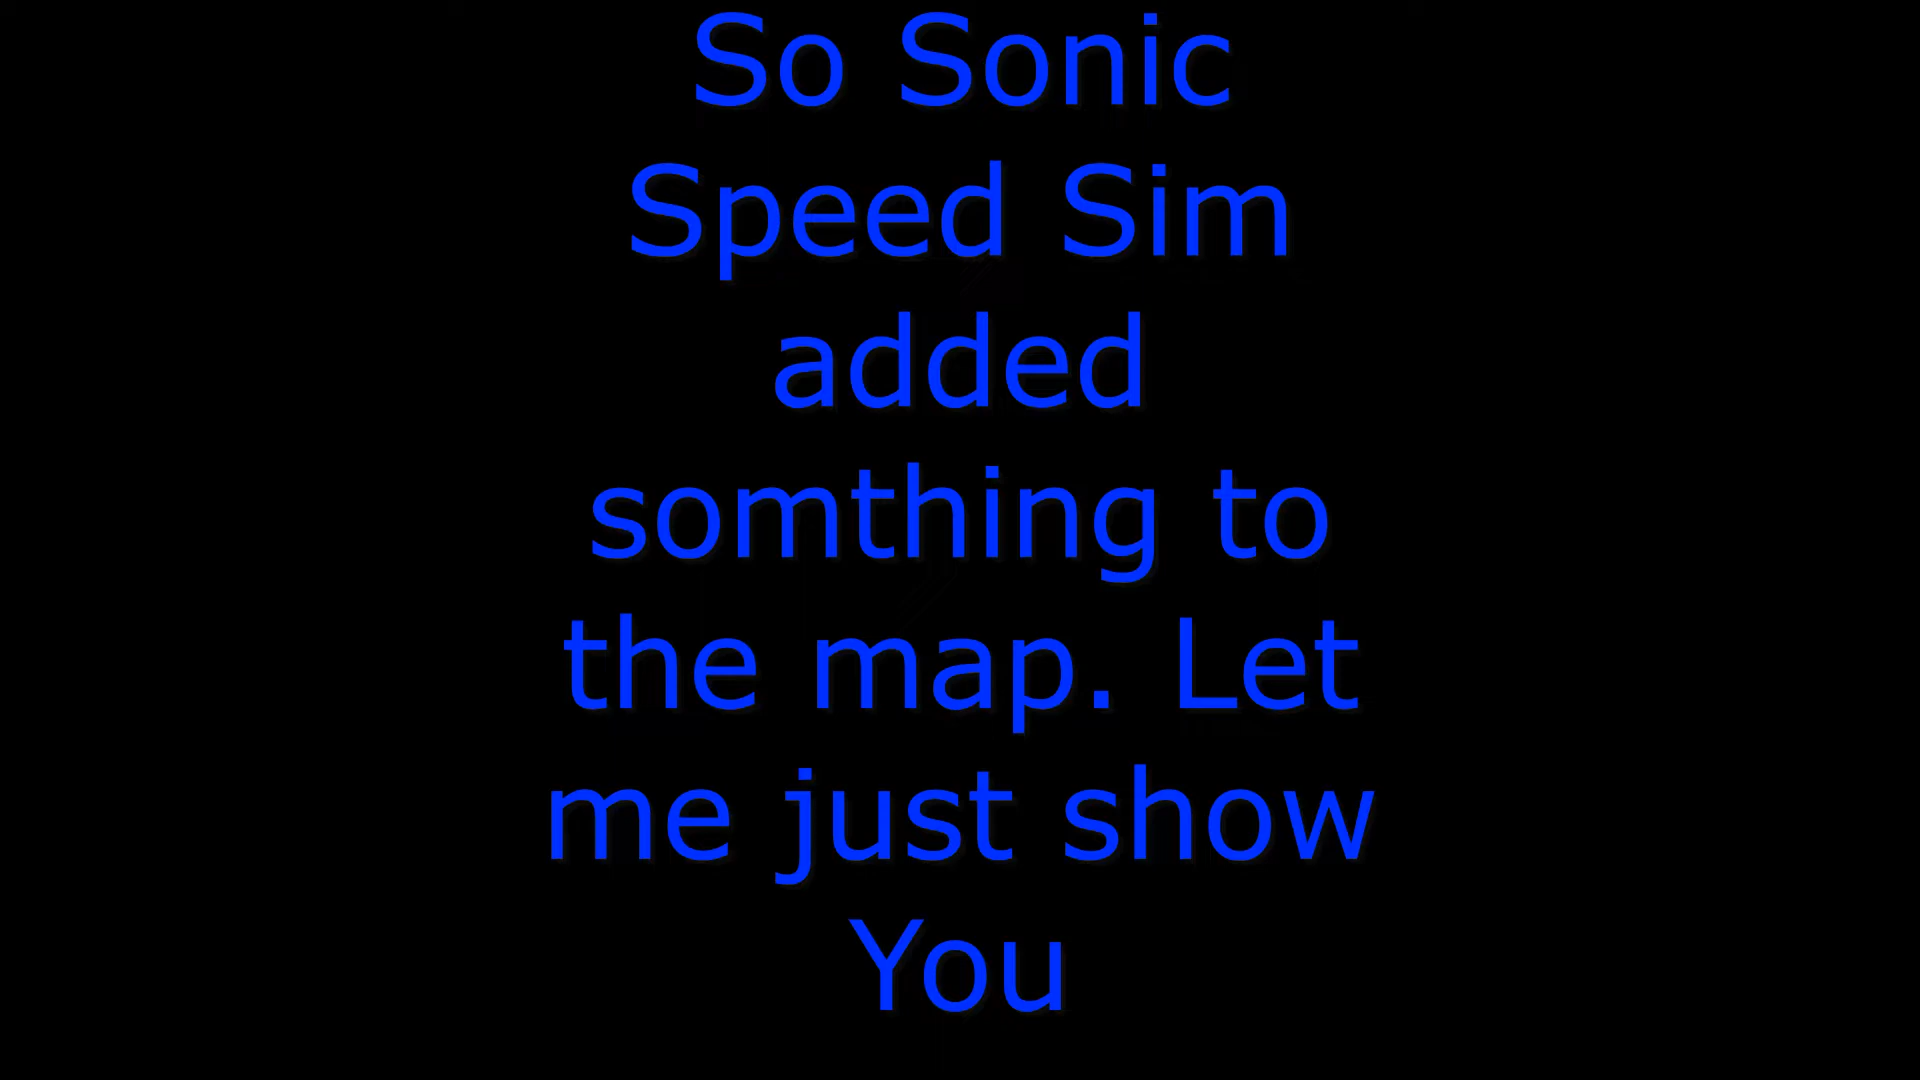 So Sonic
Speed Sim
added
somthing to
the map. Let
me just show
You